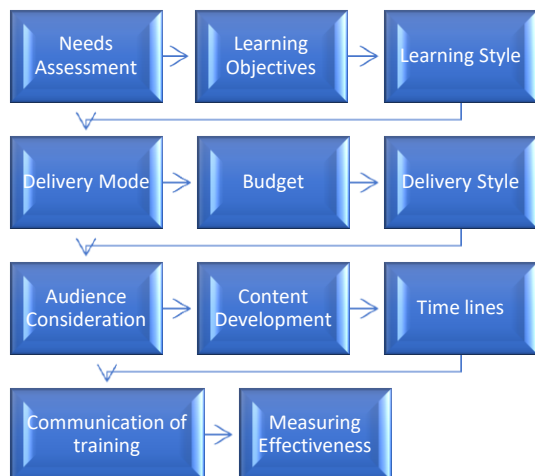 Needs
Assessment
Learning
Objectives
Learning Style
Delivery Mode
Budget
Delivery Style
Audience
Consideration
Content
Development
Time lines
Communication of
training
Measuring
Effectiveness